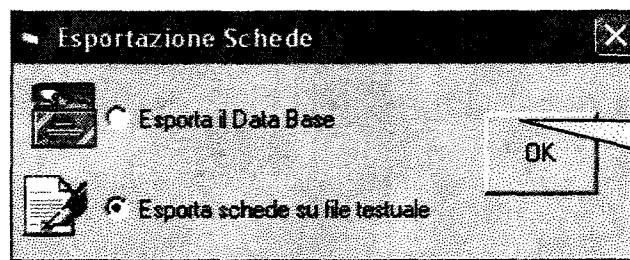 Esportazione Schede
Esporta il Data Base
OK
Esporta schede su file testuale